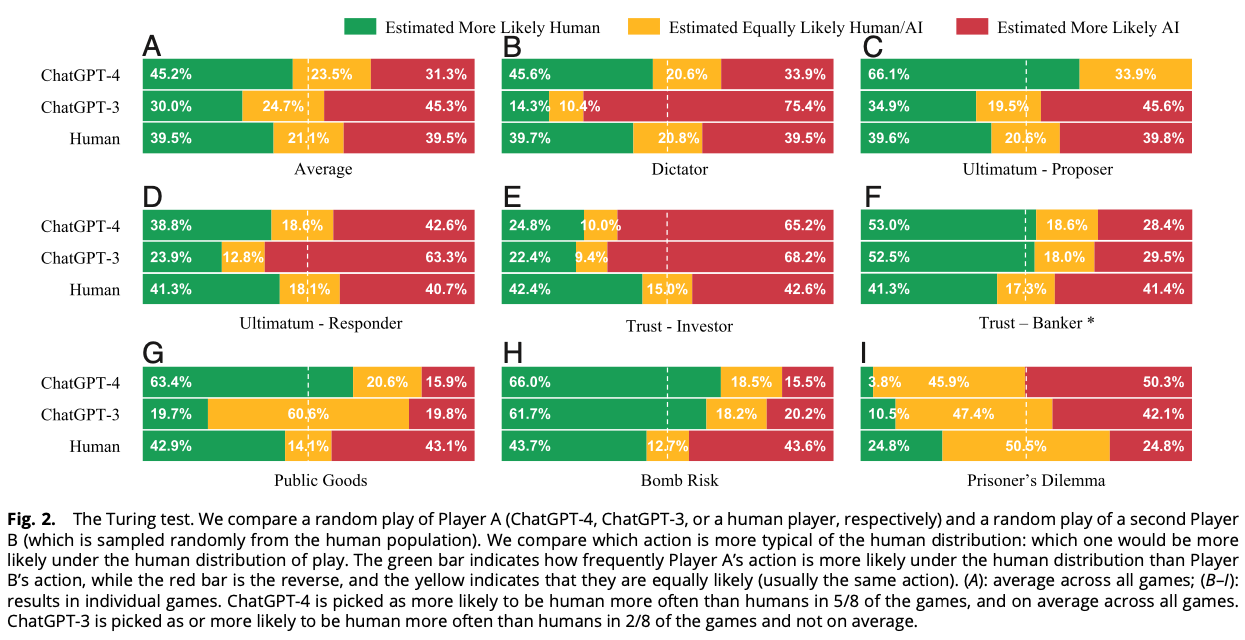 Estimated More Likely Human Estimated Equally Likely Human/AI Estimated More Likely AI
A B C
ChatGPT-4 45.2% 23.5% 31.3% 45.6% 20.6% 33.9% 66.1% 33.9%
ChatGPT-3 30.0% 24.7% 45.3% 14.3% 10.4% 75.4% 34.9% 19.5% 45.6%
Human 39.5% 21.1% 39.5% 39.7% 20.8% 39.5% 39.6% 20.6% 39.8%
Average Dictator Ultimatum - Proposer
D E F
ChatGPT-4 38.8% 18.6% 42.6% 24.8% 10.0% 65.2% 53.0% 18.6% 28.4%
ChatGPT-3 23.9% 12.8% 63.3% 22.4% 9.4% 68.2% 52.5% 18.0% 29.5%
Human 41.3% 18.1% 40.7% 42.4% 15.0% 42.6% 41.3% 17.3% 41.4%
Ultimatum - Responder Trust - Investor Trust – Banker *
G H I
ChatGPT-4 63.4% 20.6% 15.9% 66.0% 18.5% 15.5% 3.8% 45.9% 50.3%
ChatGPT-3 19.7% 60.6% 19.8% 61.7% 18.2% 20.2% 10.5% 47.4% 42.1%
Human 42.9% 14.1% 43.1% 43.7% 12.7% 43.6% 24.8% 50.5% 24.8%
Public Goods Bomb Risk Prisoner's Dilemma
Fig. 2. The Turing test. We compare a random play of Player A (ChatGPT-4, ChatGPT-3, or a human player, respectively) and a random play of a second Player
B (which is sampled randomly from the human population). We compare which action is more typical of the human distribution: which one would be more
likely under the human distribution of play. The green bar indicates how frequently Player A's action is more likely under the human distribution than Player
B's action, while the red bar is the reverse, and the yellow indicates that they are equally likely (usually the same action). (A): average across all games; (B–I):
results in individual games. ChatGPT-4 is picked as more likely to be human more often than humans in 5/8 of the games, and on average across all games.
ChatGPT-3 is picked as or more likely to be human more often than humans in 2/8 of the games and not on average.